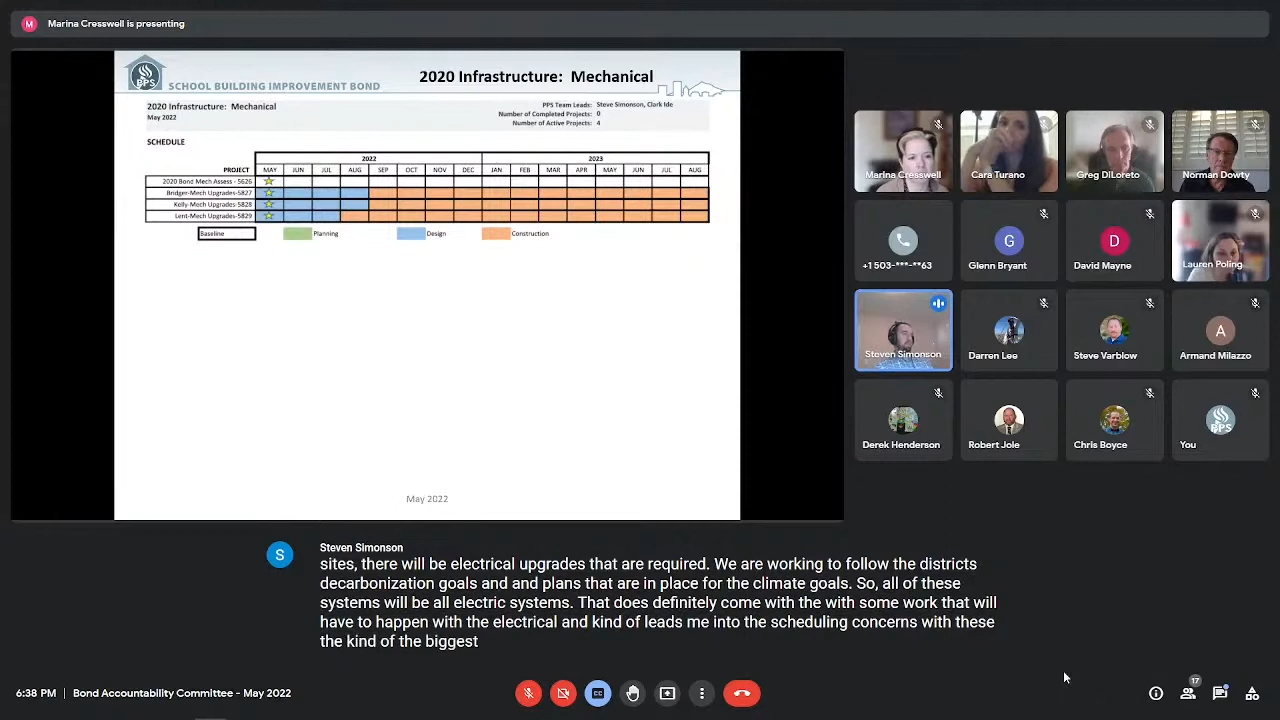 M Marina Cresswell is presenting
PPS SCHOOL BUILDING IMPROVEMENT BOND
2020 Infrastructure: Mechanical
2020 Infrastructure: Mechanical
May 2022
PPS Team Leads: Steve Simonson, Clark Ide
Number of Completed Projects: 0
Number of Active Projects: 4
SCHEDULE
2022 2023
PROJECT MAY JUN JUL AUG SEP OCT NOV DEC JAN FEB MAR APR MAY JUN JUL AUG
2020 Bond Mech Assess - 5626
Bridger-Mech Upgrades-5827
Kelly-Mech Upgrades-5828
Lent-Mech Upgrades-5829
Baseline Planning Design Construction
May 2022
Marina Cresswell Cara Turano Greg DiLoreto Norman Dowty
G D
+1 503-***-**63 Glenn Bryant David Mayne Lauren Poling
A
Steven Simonson Darren Lee Steve Varblow Armand Milazzo
PPS
Derek Henderson Robert Jole Chris Boyce You
S Steven Simonson
sites, there will be electrical upgrades that are required. We are working to follow the districts
decarbonization goals and and plans that are in place for the climate goals. So, all of these
systems will be all electric systems. That does definitely come with the with some work that will
have to happen with the electrical and kind of leads me into the scheduling concerns with these
the kind of the biggest
17
6:38 PM | Bond Accountability Committee - May 2022 CC